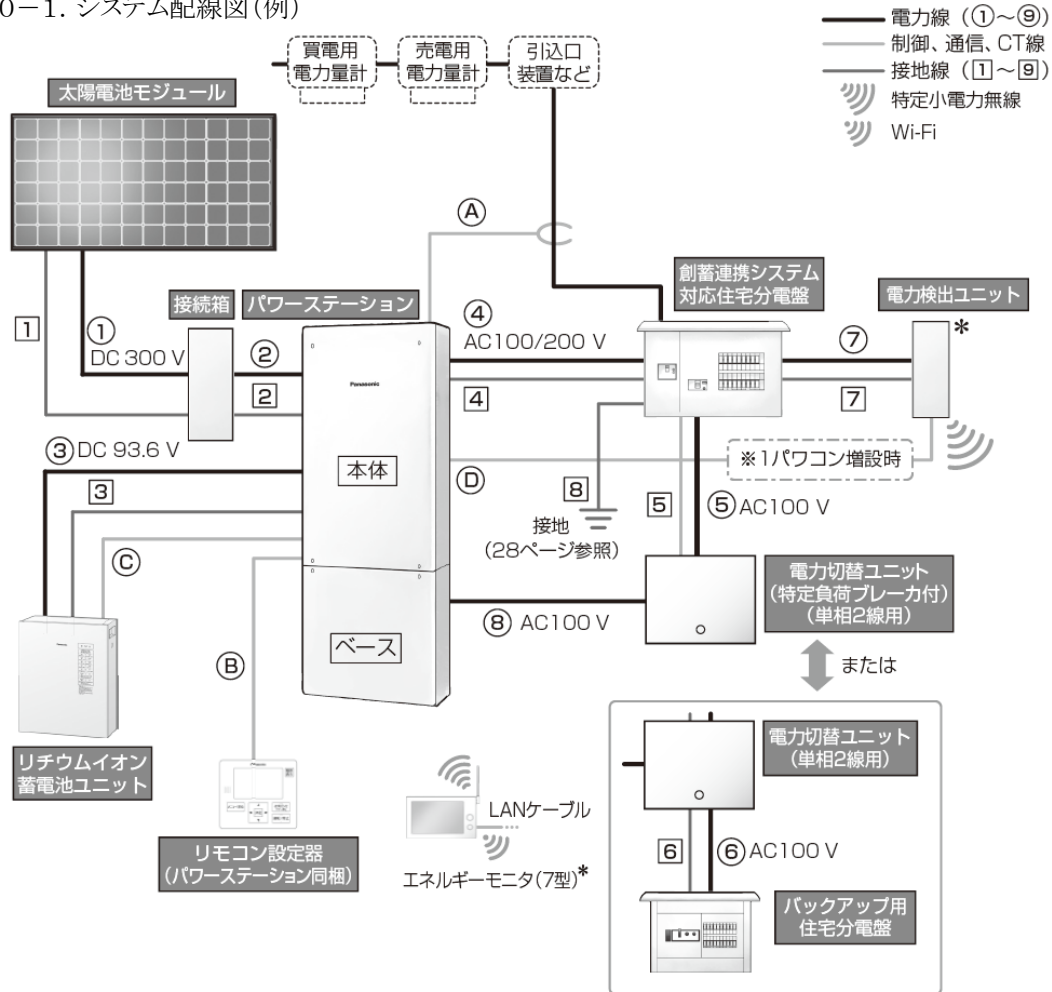 0－1. システム配線図(例)
電力線（①～⑨）
制御、通信、CT線
接地線（1～9）
特定小電力無線
Wi-Fi
買電用
電力量計
売電用
電力量計
引込口
装置など
太陽電池モジュール
Ⓐ
接続箱
パワーステーション
創蓄連携システム
対応住宅分電盤
電力検出ユニット
*
1
①
DC 300 V
②
2
④
AC100/200 V
4
⑦
7
Panasonic
③DC 93.6 V
3
本体
Ⓓ
※1パワコン増設時
8
接地
(28ページ参照)
5
⑤AC100 V
Ⓒ
電力切替ユニット
(特定負荷ブレーカ付)
(単相2線用)
⑧ AC100 V
ベース
Ⓑ
または
リチウムイオン
蓄電池ユニット
電力切替ユニット
(単相2線用)
リモコン設定器
(パワーステーション同梱)
LANケーブル
エネルギーモニタ(7型)*
6
⑥AC100 V
バックアップ用
住宅分電盤